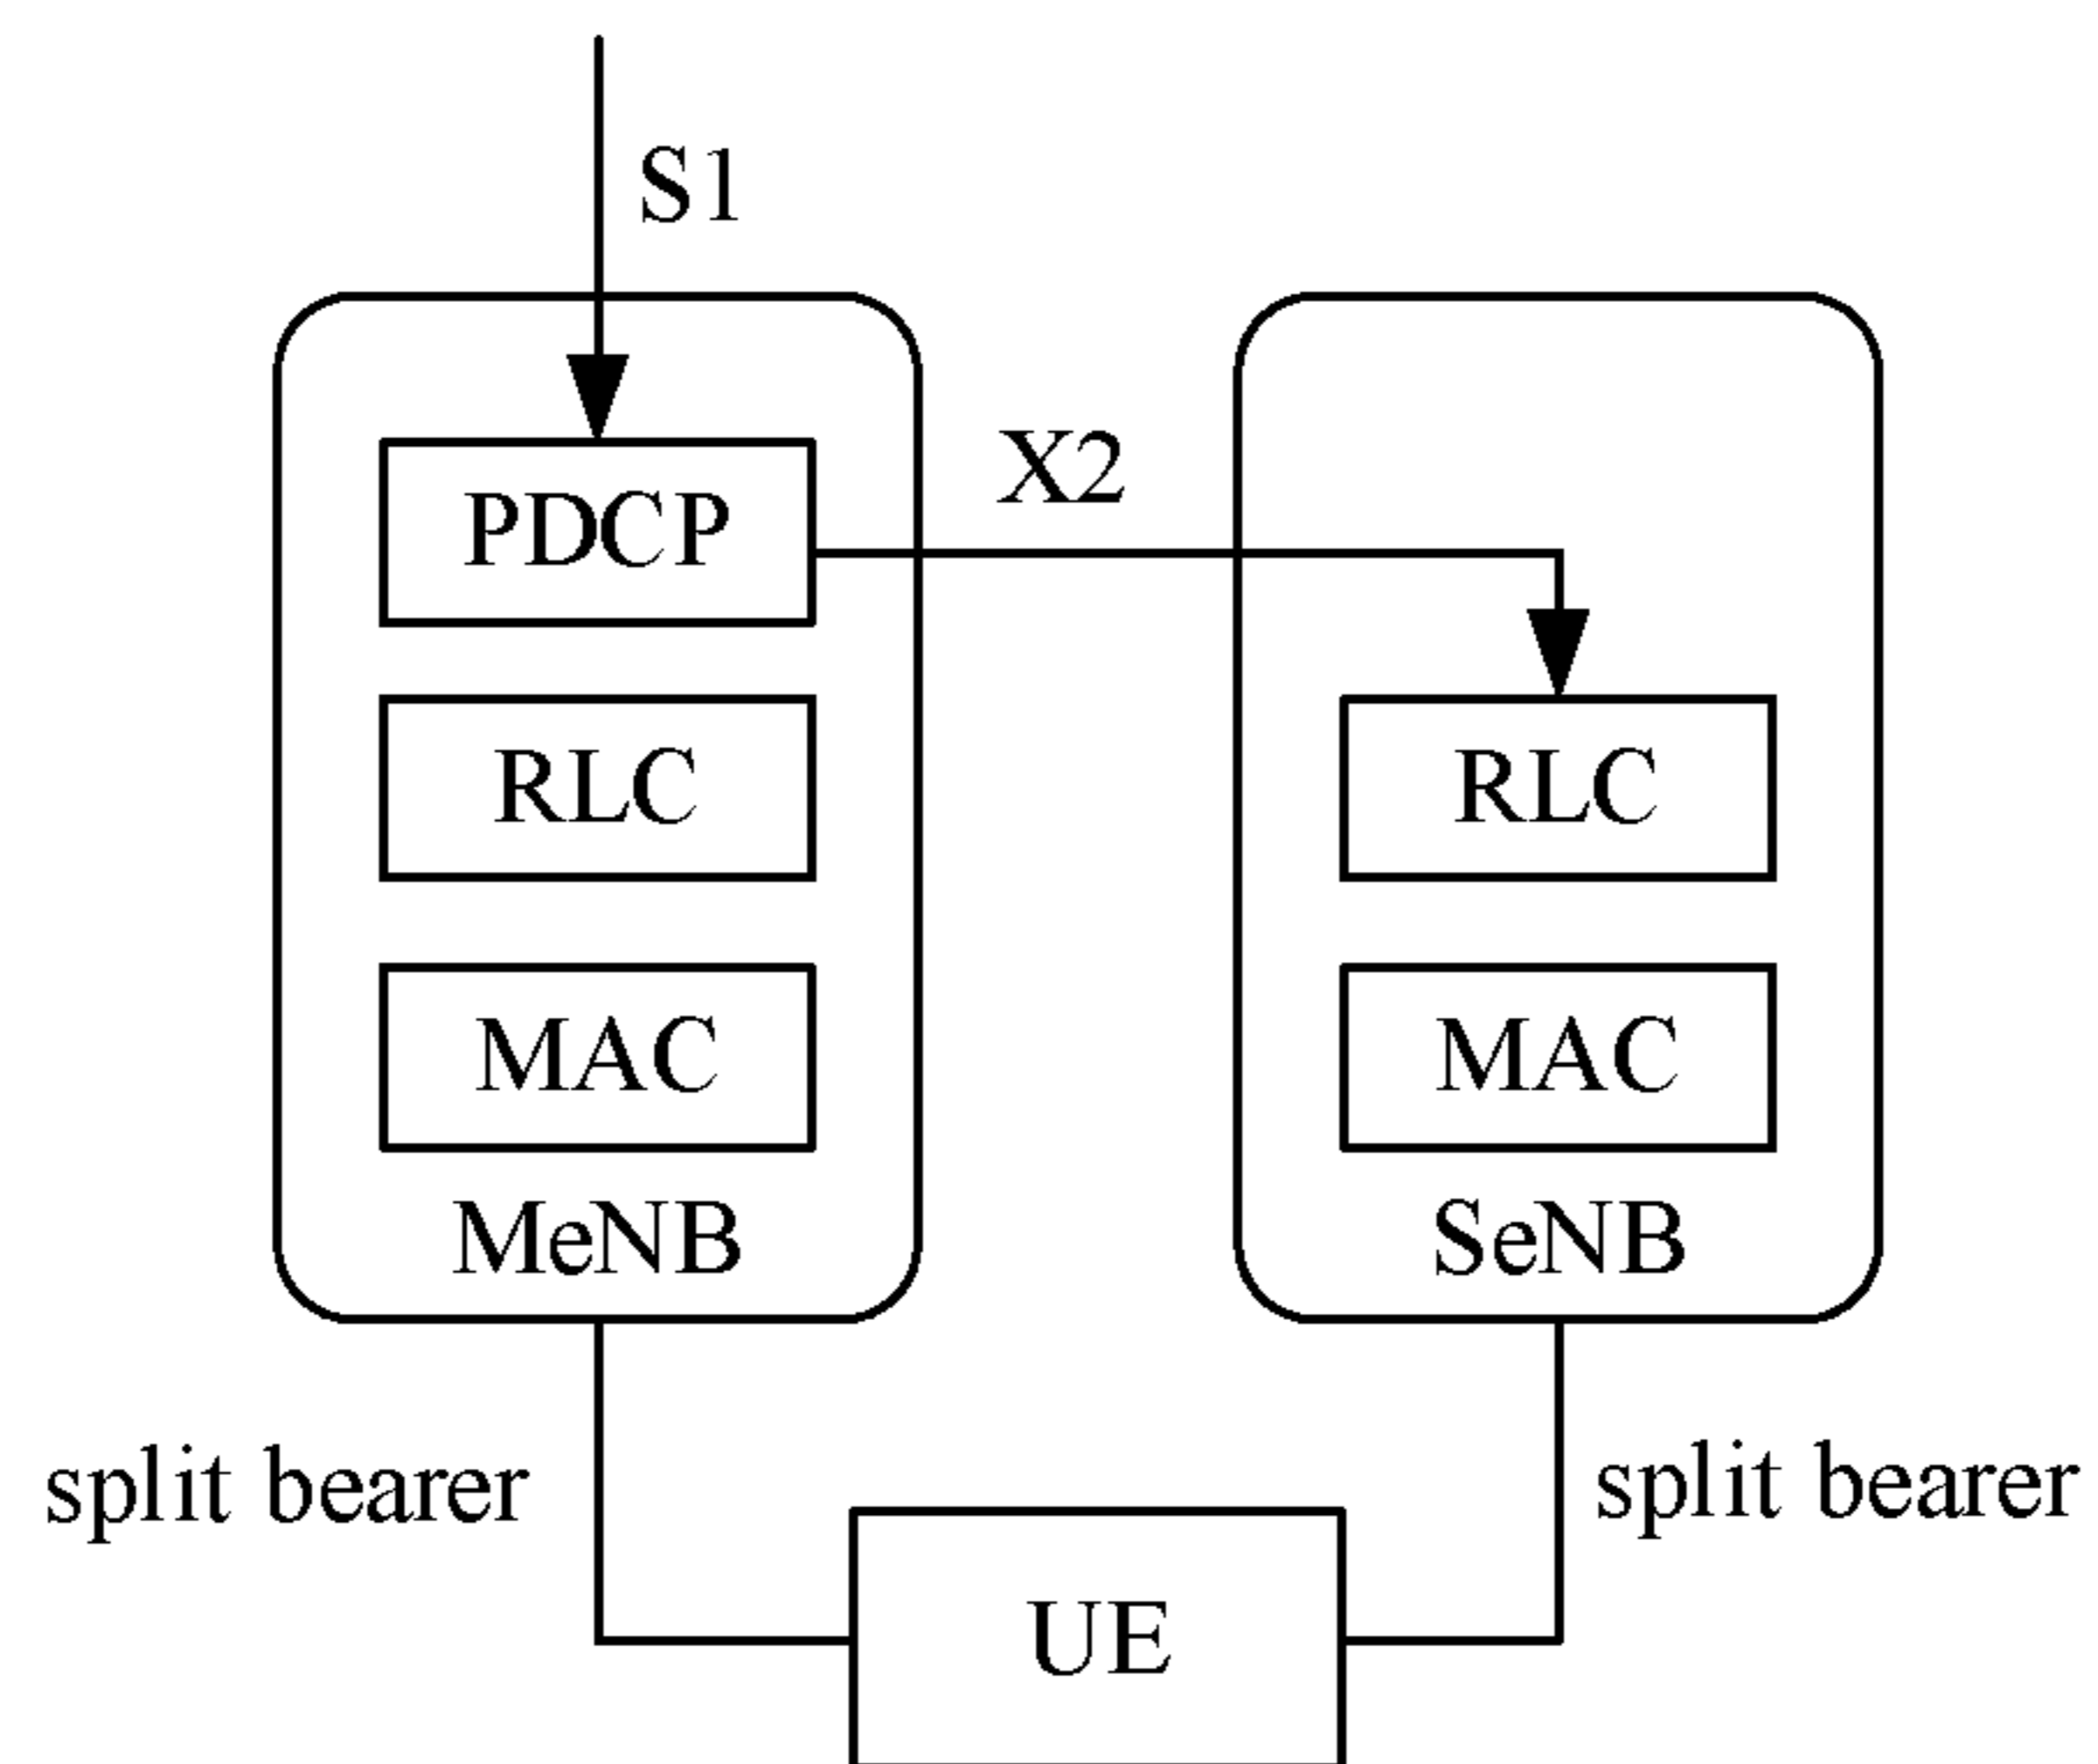 S1
X2
PDCP
RLC
RLC
MAC
MAC
MeNB
SeNB
split bearer
split bearer
UE